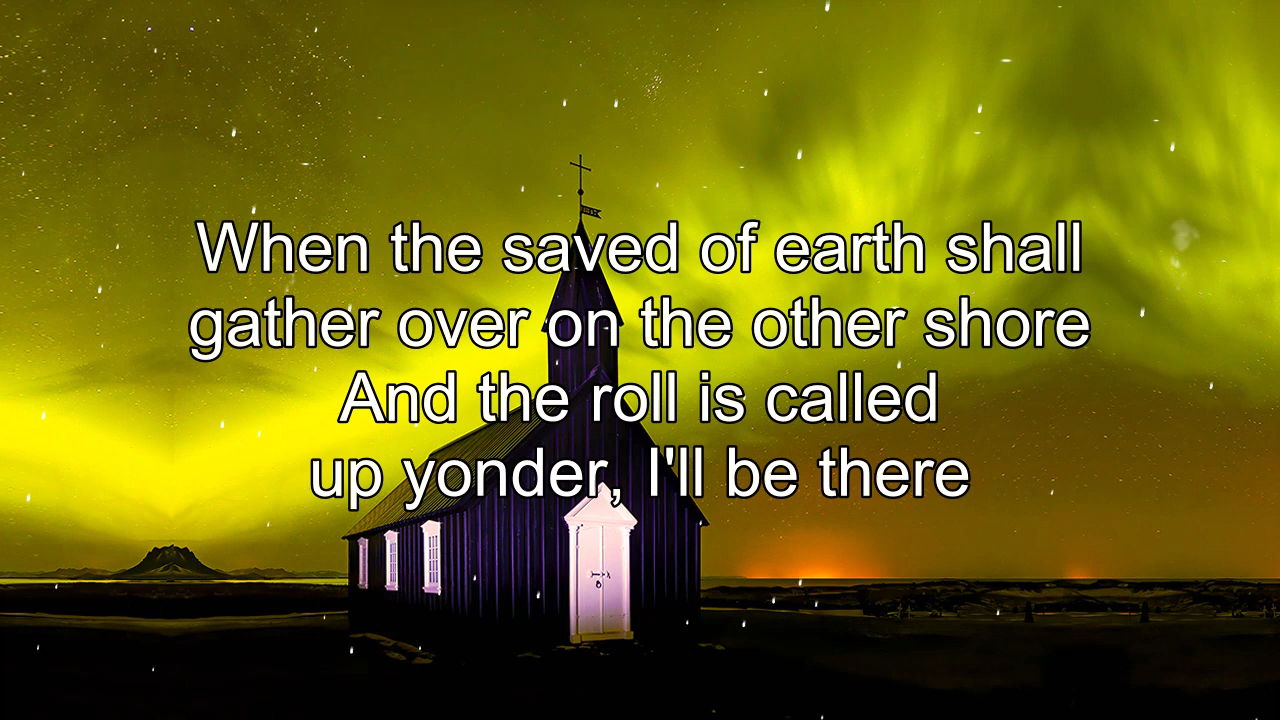 When the saved of earth shall
gather over on the other shore
And the roll is called
up yonder, I'll be there